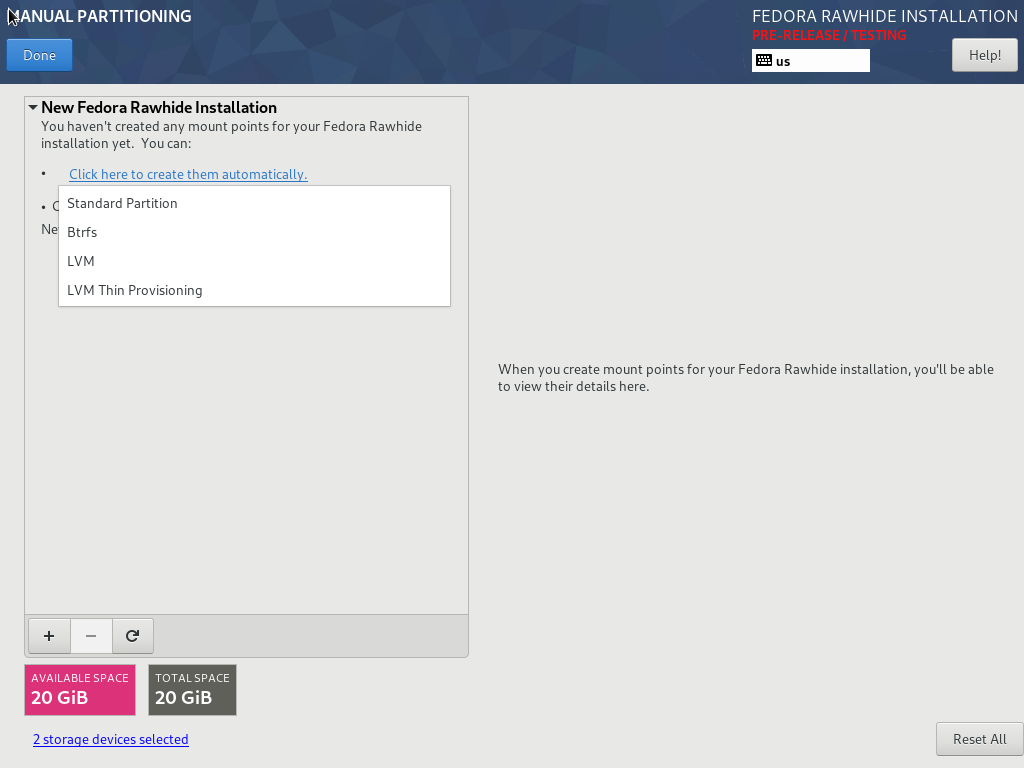 MANUAL PARTITIONING
FEDORA RAWHIDE INSTALLATION
PRE-RELEASE / TESTING
Done
us
Help!
New Fedora Rawhide Installation
You haven't created any mount points for your Fedora Rawhide
installation yet.  You can:
• Click here to create them automatically.
•
Standard Partition
Btrfs
LVM
LVM Thin Provisioning
When you create mount points for your Fedora Rawhide installation, you'll be able
to view their details here.
+ −
AVAILABLE SPACE
20 GiB
TOTAL SPACE
20 GiB
2 storage devices selected
Reset All